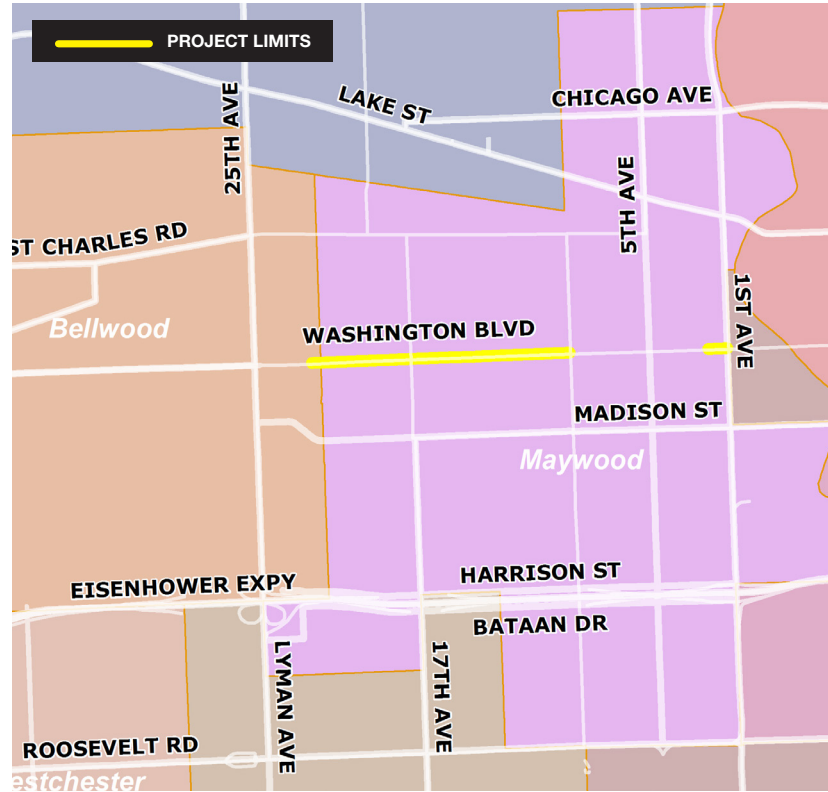 PROJECT LIMITS
LAKE ST
CHICAGO AVE
25TH AVE
5TH AVE
ST CHARLES RD
Bellwood
WASHINGTON BLVD
1ST AVE
MADISON ST
Maywood
EISENHOWER EXPY
HARRISON ST
BATAAN DR
LYMAN AVE
17TH AVE
ROOSEVELT RD
estchester